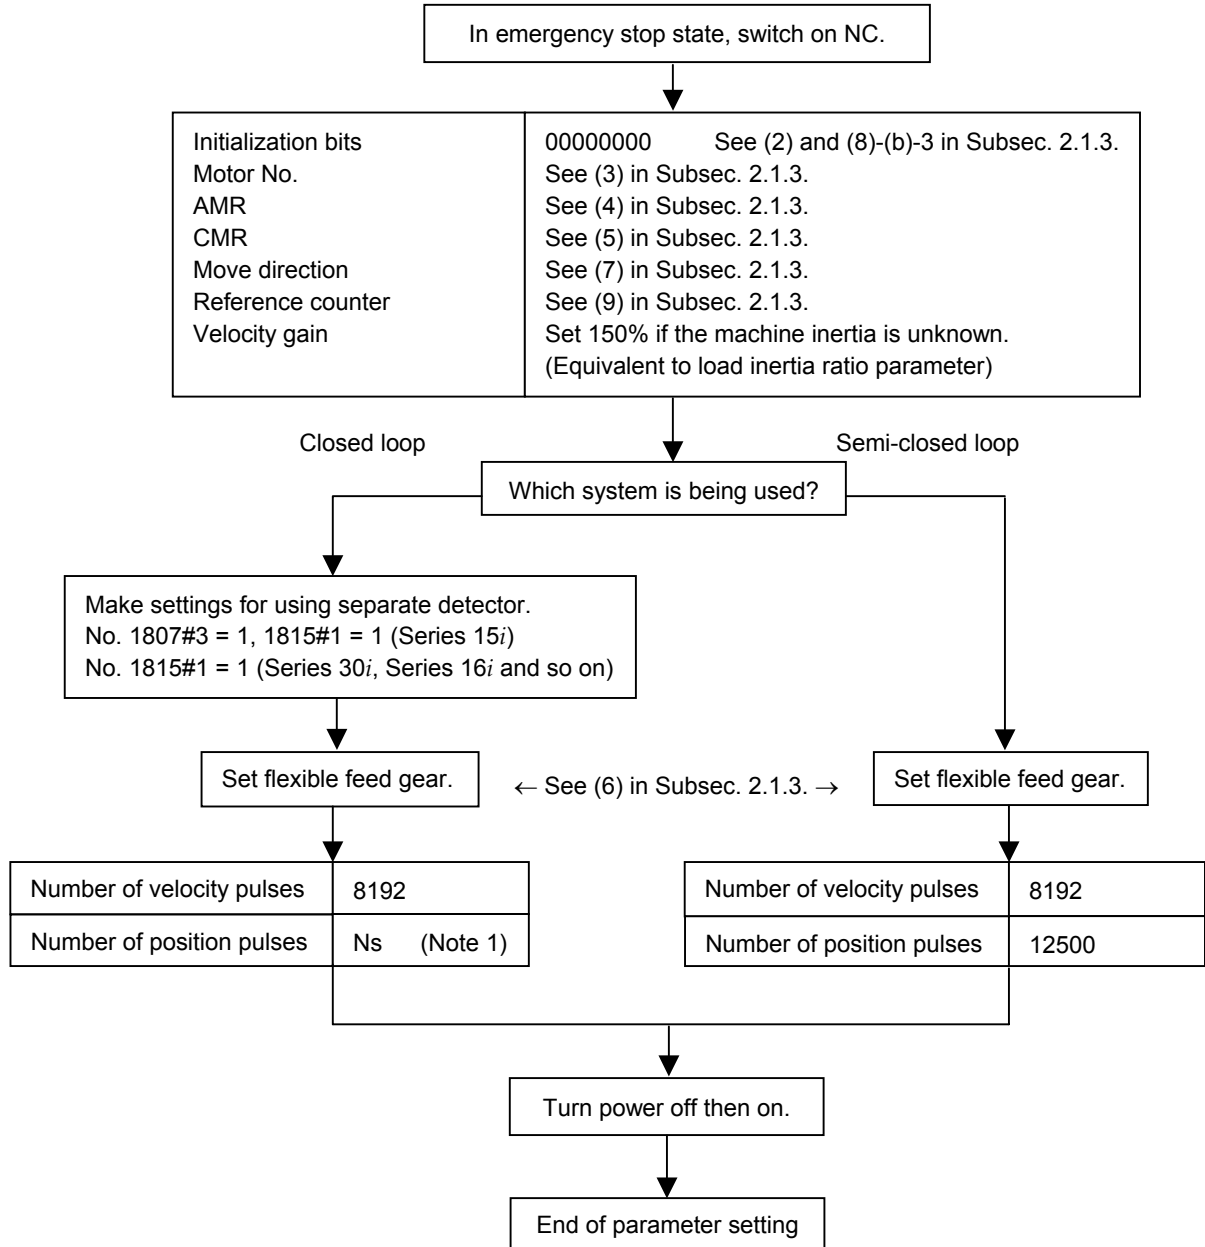 In emergency stop state, switch on NC.
Initialization bits 00000000 See (2) and (8)-(b)-3 in Subsec. 2.1.3.
Motor No. See (3) in Subsec. 2.1.3.
AMR See (4) in Subsec. 2.1.3.
CMR See (5) in Subsec. 2.1.3.
Move direction See (7) in Subsec. 2.1.3.
Reference counter See (9) in Subsec. 2.1.3.
Velocity gain Set 150% if the machine inertia is unknown.
(Equivalent to load inertia ratio parameter)
Closed loop Semi-closed loop
Which system is being used?
Make settings for using separate detector.
No. 1807#3 = 1, 1815#1 = 1 (Series 15i)
No. 1815#1 = 1 (Series 30i, Series 16i and so on)
Set flexible feed gear. ← See (6) in Subsec. 2.1.3. → Set flexible feed gear.
Number of velocity pulses 8192 Number of velocity pulses 8192
Number of position pulses Ns (Note 1) Number of position pulses 12500
Turn power off then on.
End of parameter setting